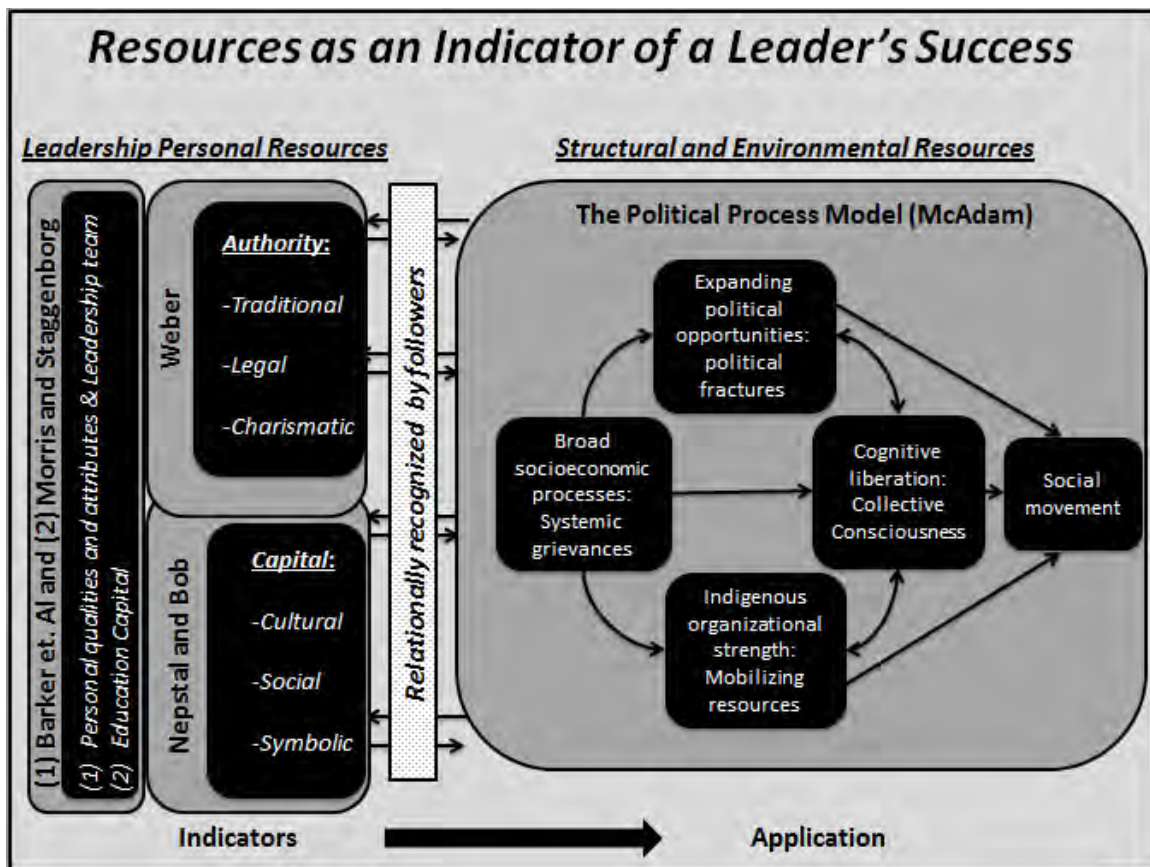 Resources as an Indicator of a Leader's Success
Leadership Personal Resources
Structural and Environmental Resources
(1) Barker et. Al and (2) Morris and Staggenborg
(1) Personal qualities and attributes & Leadership team
(2) Education Capital
Weber
Authority:
-Traditional
-Legal
-Charismatic
Nepstal and Bob
Capital:
-Cultural
-Social
-Symbolic
Relationally recognized by followers
The Political Process Model (McAdam)
Expanding
political
opportunities:
political
fractures
Broad
socioeconomic
processes:
Systemic
grievances
Cognitive
liberation:
Collective
Consciousness
Social
movement
Indigenous
organizational
strength:
Mobilizing
resources
Indicators
Application